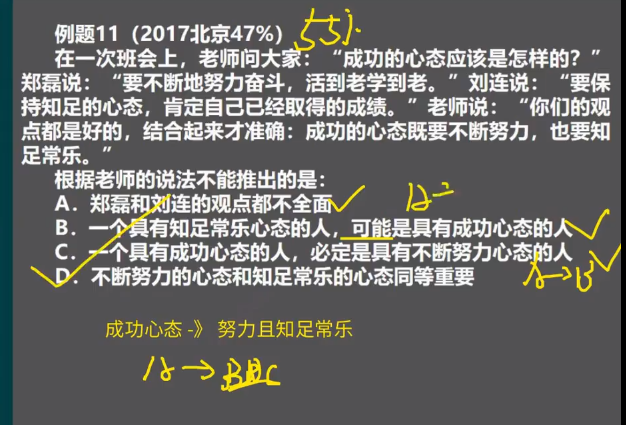 例题11（2017北京47%） 55%
在一次班会上，老师问大家：“成功的心态应该是怎样的？”
郑磊说：“要不断地努力奋斗，活到老学到老。”刘连说：“要保
持知足的心态，肯定自己已经取得的成绩。”老师说：“你们的观
点都是好的，结合起来才准确：成功的心态既要不断努力，也要知
足常乐。”
根据老师的说法不能推出的是：
A．郑磊和刘连的观点都不全面
B．一个具有知足常乐心态的人，可能是具有成功心态的人
C．一个具有成功心态的人，必定是具有不断努力心态的人
D．不断努力的心态和知足常乐的心态同等重要
成功心态 -》 努力且知足常乐